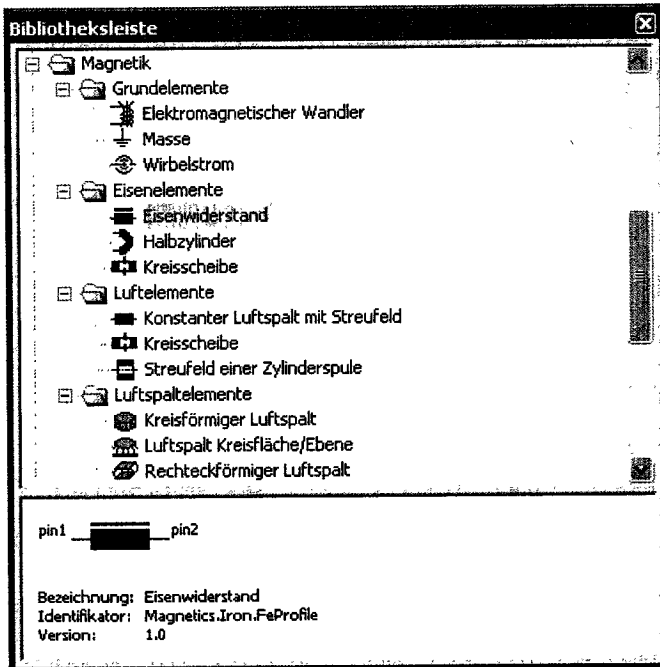 Bibliotheksleiste
Magnetik
Grundelemente
Elektromagnetischer Wandler
Masse
Wirbelstrom
Eisenelemente
Eisenwiderstand
Halbzylinder
Kreisscheibe
Luftelemente
Konstanter Luftspalt mit Streufeld
Kreisscheibe
Streufeld einer Zylinderspule
Luftspaltelemente
Kreisförmiger Luftspalt
Luftspalt Kreisfläche/Ebene
Rechteckförmiger Luftspalt
pin1 pin2
Bezeichnung: Eisenwiderstand
Identifikator: Magnetics.Iron.FeProfile
Version: 1.0